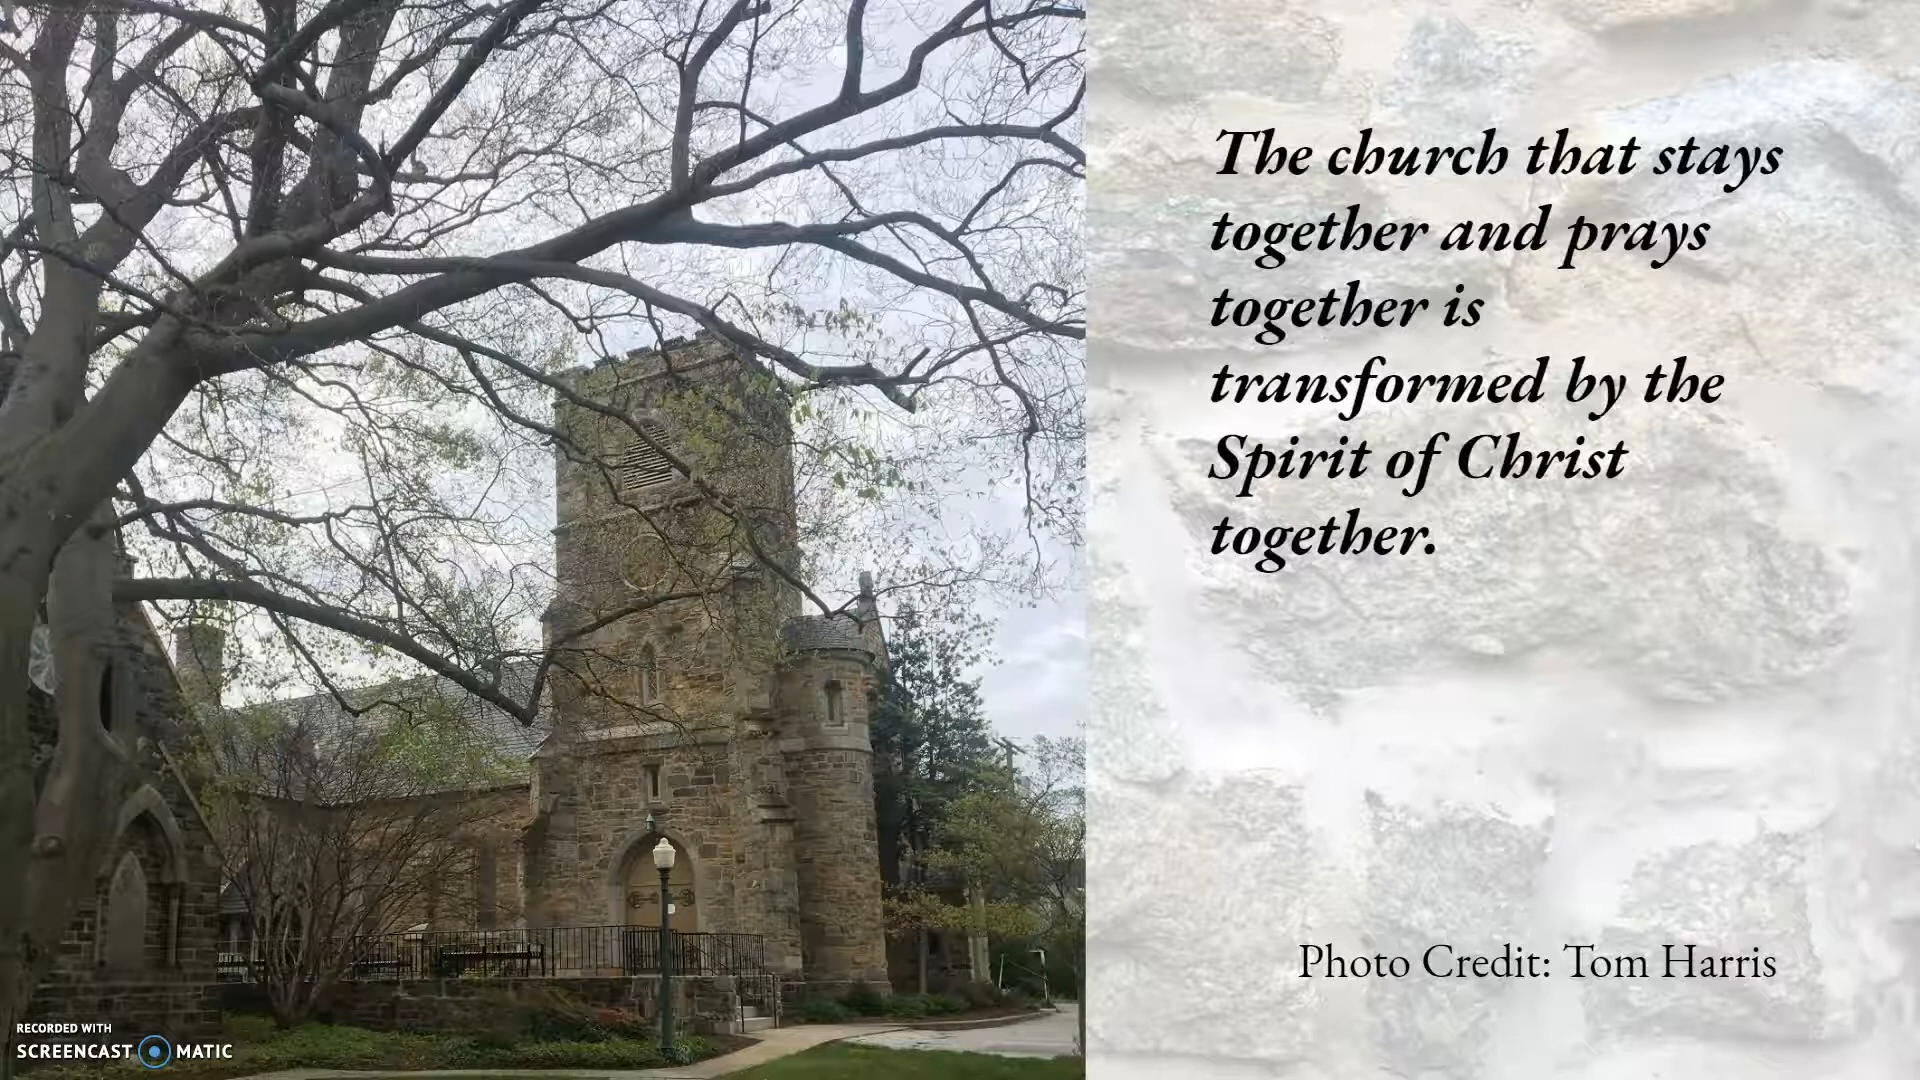 The church that stays
together and prays
together is
transformed by the
Spirit of Christ
together.
Photo Credit: Tom Harris
RECORDED WITH
SCREENCAST MATIC